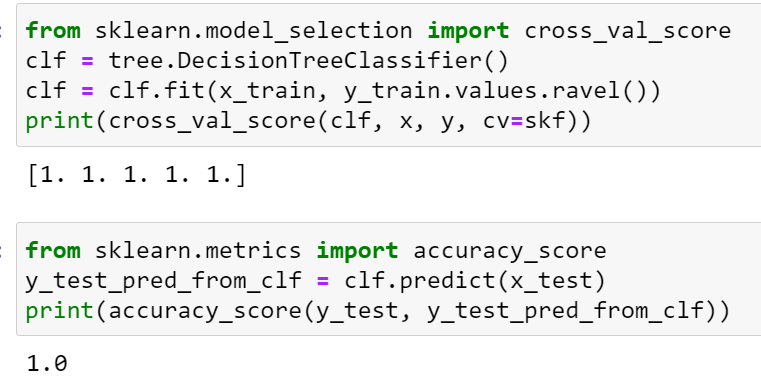 : from sklearn.model_selection import cross_val_score
clf = tree.DecisionTreeClassifier()
clf = clf.fit(x_train, y_train.values.ravel())
print(cross_val_score(clf, x, y, cv=skf))
[1. 1. 1. 1. 1.]
: from sklearn.metrics import accuracy_score
y_test_pred_from_clf = clf.predict(x_test)
print(accuracy_score(y_test, y_test_pred_from_clf))
1.0